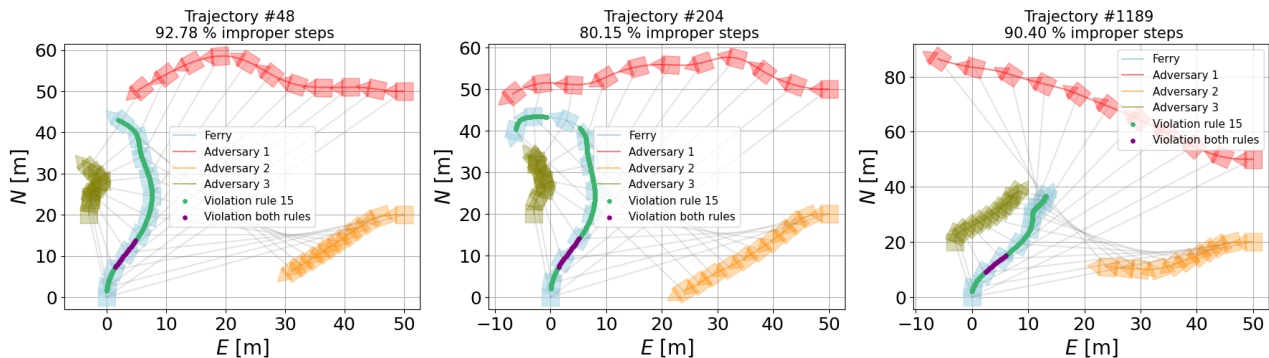 Trajectory #48
92.78 % improper steps
60
50
40
30
20
10
0
N [m]
Ferry
Adversary 1
Adversary 2
Adversary 3
Violation rule 15
Violation both rules
0 10 20 30 40 50
E [m]
Trajectory #204
80.15 % improper steps
60
50
40
30
20
10
0
N [m]
Ferry
Adversary 1
Adversary 2
Adversary 3
Violation rule 15
Violation both rules
−10 0 10 20 30 40 50
E [m]
Trajectory #1189
90.40 % improper steps
80
60
40
20
0
N [m]
Ferry
Adversary 1
Adversary 2
Adversary 3
Violation rule 15
Violation both rules
−10 0 10 20 30 40 50
E [m]